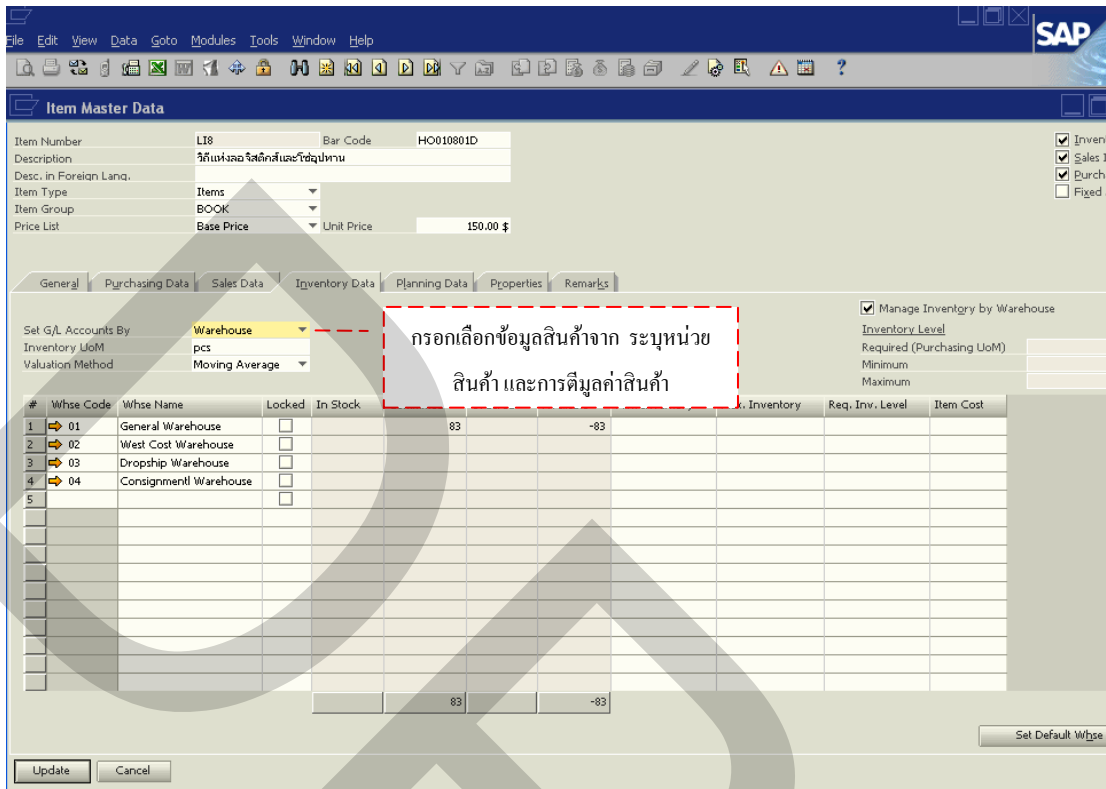 SAP
File Edit View Data Goto Modules Tools Window Help
Item Master Data
Item Number LI8 Bar Code HO010801D
Description วิถีแห่งลอจิสติกส์และโซ่อุปทาน
Desc. in Foreign Lang.
Item Type Items
Item Group BOOK
Price List Base Price Unit Price 150.00 $
Inven
Sales I
Purch
Fixed
General Purchasing Data Sales Data Inventory Data Planning Data Properties Remarks
Manage Inventory by Warehouse
Set G/L Accounts By Warehouse
Inventory UoM pcs
Valuation Method Moving Average
กรอกเลือกข้อมูลสินค้าจาก ระบุหน่วย
สินค้า และการตีมูลค่าสินค้า
Inventory Level
Required (Purchasing UoM)
Minimum
Maximum
# Whse Code Whse Name Locked In Stock . Inventory Req. Inv. Level Item Cost
1 01 General Warehouse 83 -83
2 02 West Cost Warehouse
3 03 Dropship Warehouse
4 04 Consignmentl Warehouse
5
83 -83
Set Default Whse
Update Cancel